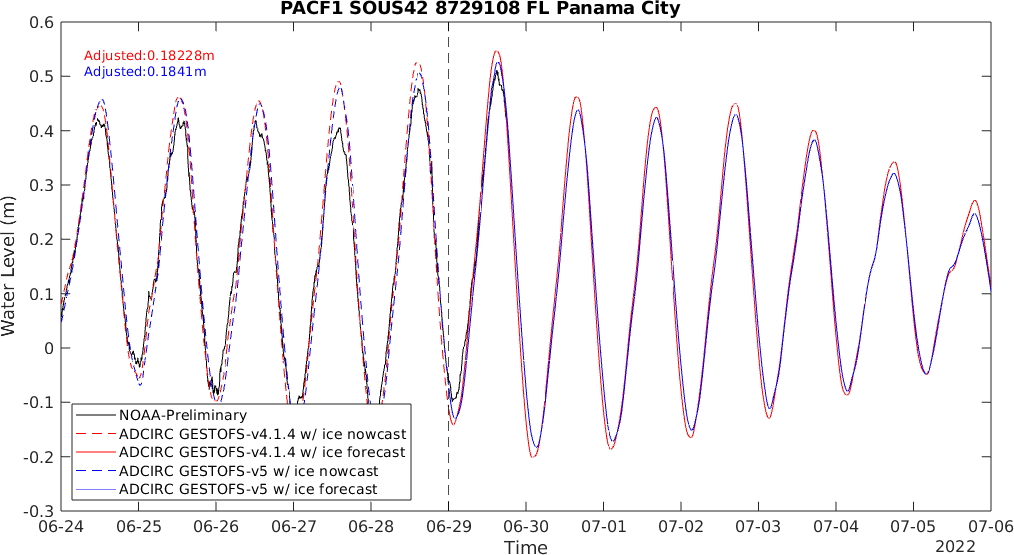 PACF1 SOUS42 8729108 FL Panama City
0.6
0.5
0.4
0.3
0.2
0.1
0
-0.1
-0.2
-0.3
Water Level (m)
Adjusted:0.18228m
Adjusted:0.1841m
NOAA-Preliminary
ADCIRC GESTOFS-v4.1.4 w/ ice nowcast
ADCIRC GESTOFS-v4.1.4 w/ ice forecast
ADCIRC GESTOFS-v5 w/ ice nowcast
ADCIRC GESTOFS-v5 w/ ice forecast
06-24 06-25 06-26 06-27 06-28 06-29 06-30 07-01 07-02 07-03 07-04 07-05 07-06
Time
2022